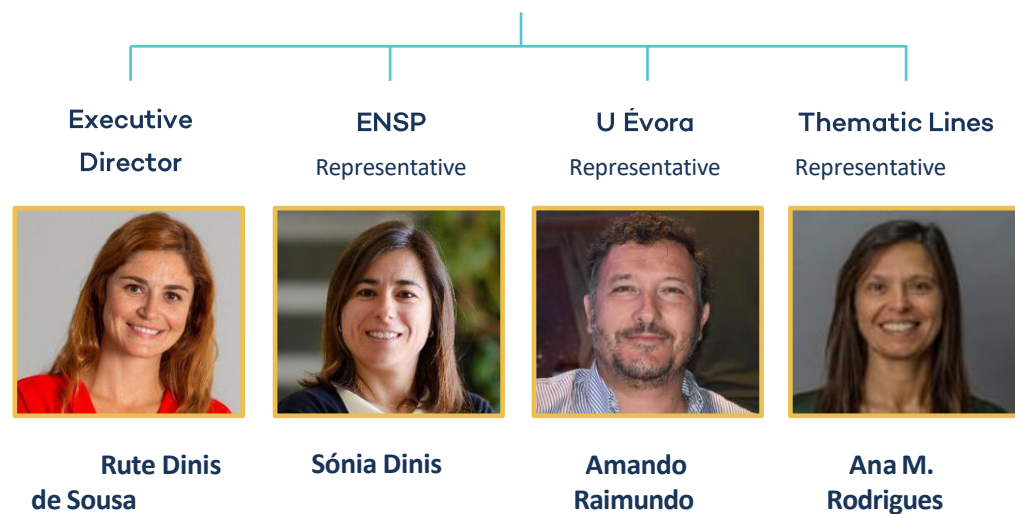 Executive
Director
ENSP
Representative
U Évora
Representative
Thematic Lines
Representative
Rute Dinis
de Sousa
Sónia Dinis
Amando
Raimundo
Ana M.
Rodrigues